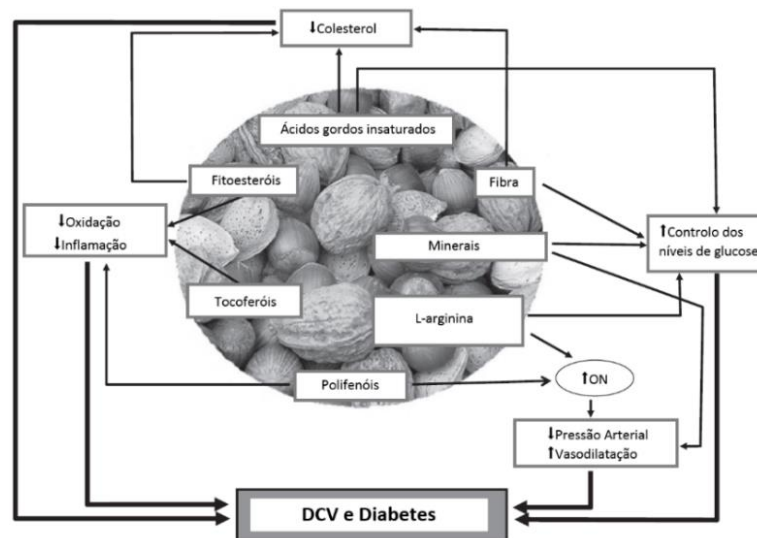 ↓Colesterol
Ácidos gordos insaturados
Fitoesteróis
Fibra
↓Oxidação
↓Inflamação
Minerais
↑Controlo dos
níveis de glucose
Tocoferóis
L-arginina
Polifenóis
↑ON
↓Pressão Arterial
↑Vasodilatação
DCV e Diabetes